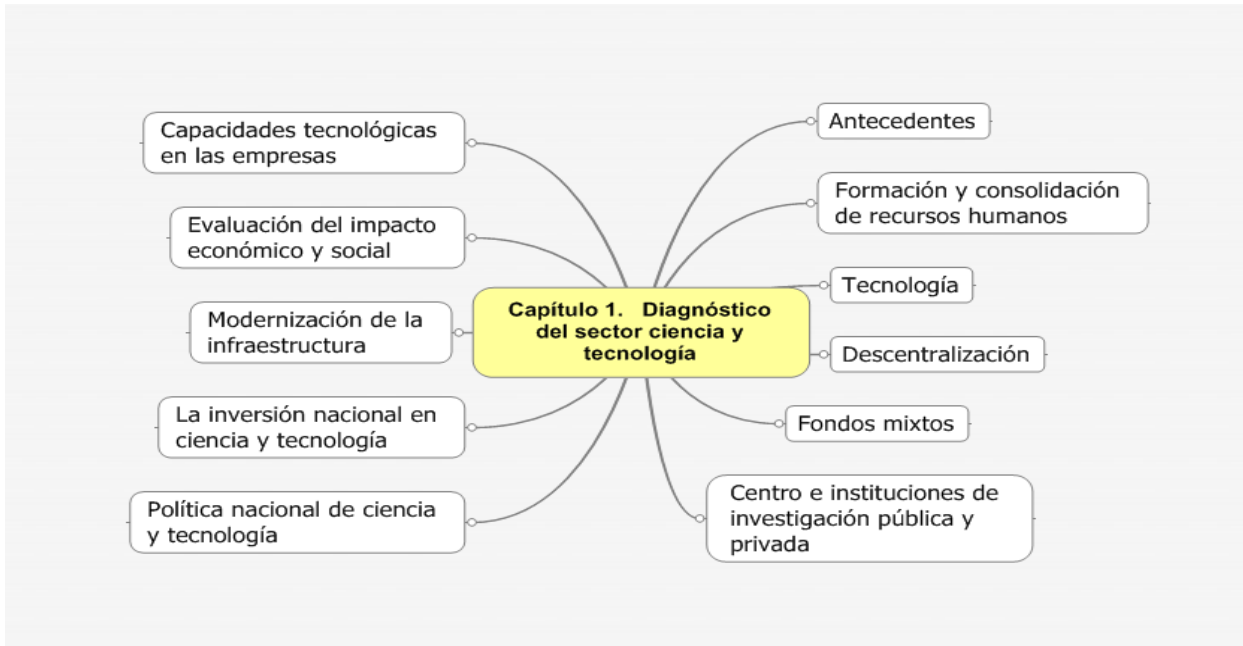 Capítulo 1. Diagnóstico
del sector ciencia y
tecnología
Antecedentes
Formación y consolidación
de recursos humanos
Tecnología
Descentralización
Fondos mixtos
Centro e instituciones de
investigación pública y
privada
Capacidades tecnológicas
en las empresas
Evaluación del impacto
económico y social
Modernización de la
infraestructura
La inversión nacional en
ciencia y tecnología
Política nacional de ciencia
y tecnología